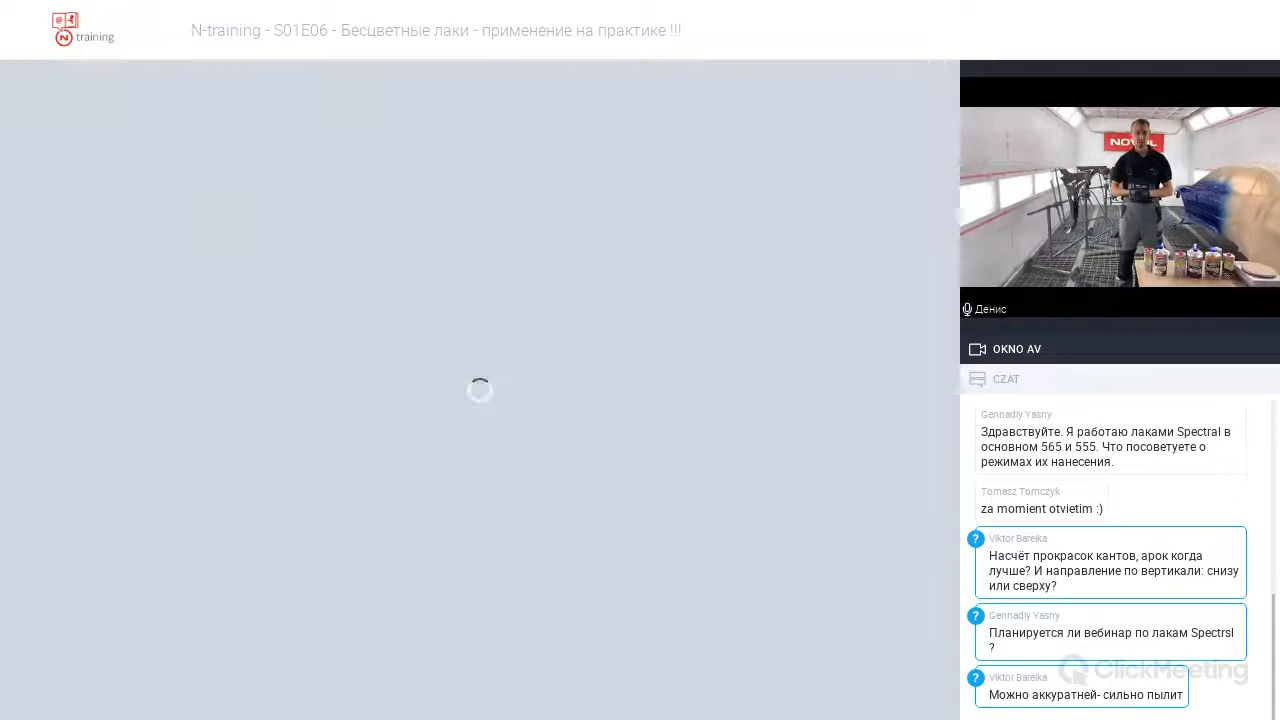 training
N-training - S01E06 - Бесцветные лаки - применение на практике !!!
NOVOL
Денис
OKNO AV
CZAT
Gennadiy Yasny
Здравствуйте. Я работаю лаками Spectral в
основном 565 и 555. Что посоветуете о
режимах их нанесения.
Tomasz Tomczyk
za momient otvietim :)
?
Viktor Bareika
Насчёт прокрасок кантов, арок когда
лучше? И направление по вертикали: снизу
или сверху?
?
Gennadiy Yasny
Планируется ли вебинар по лакам Spectrsl
?
?
Viktor Bareika
Можно аккуратней- сильно пылит
ClickMeeting